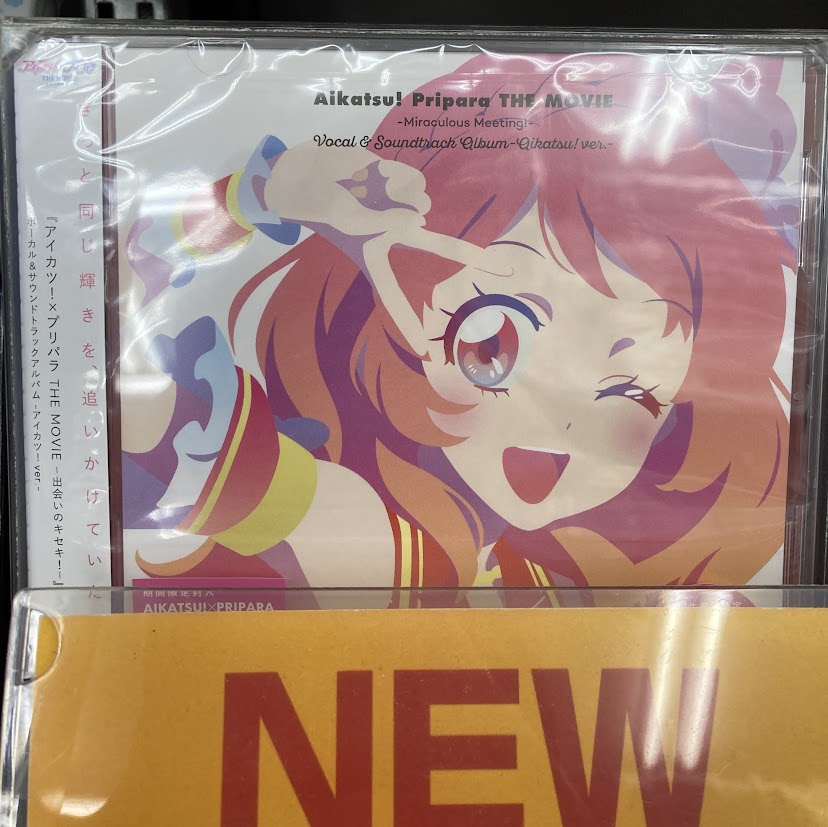 Aikatsu! Pripara THE MOVIE
-Miraculous Meeting!-
Vocal & Soundtrack Album-Aikatsu! ver.-
きっと同じ輝きを、追いかけていた
『アイカツ!×プリパラ THE MOVIE -出会いのキセキ!-』
ボーカル&サウンドトラックアルバム -アイカツ! ver.-
期間限定封入
AIKATSU!×PRIPARA
NEW